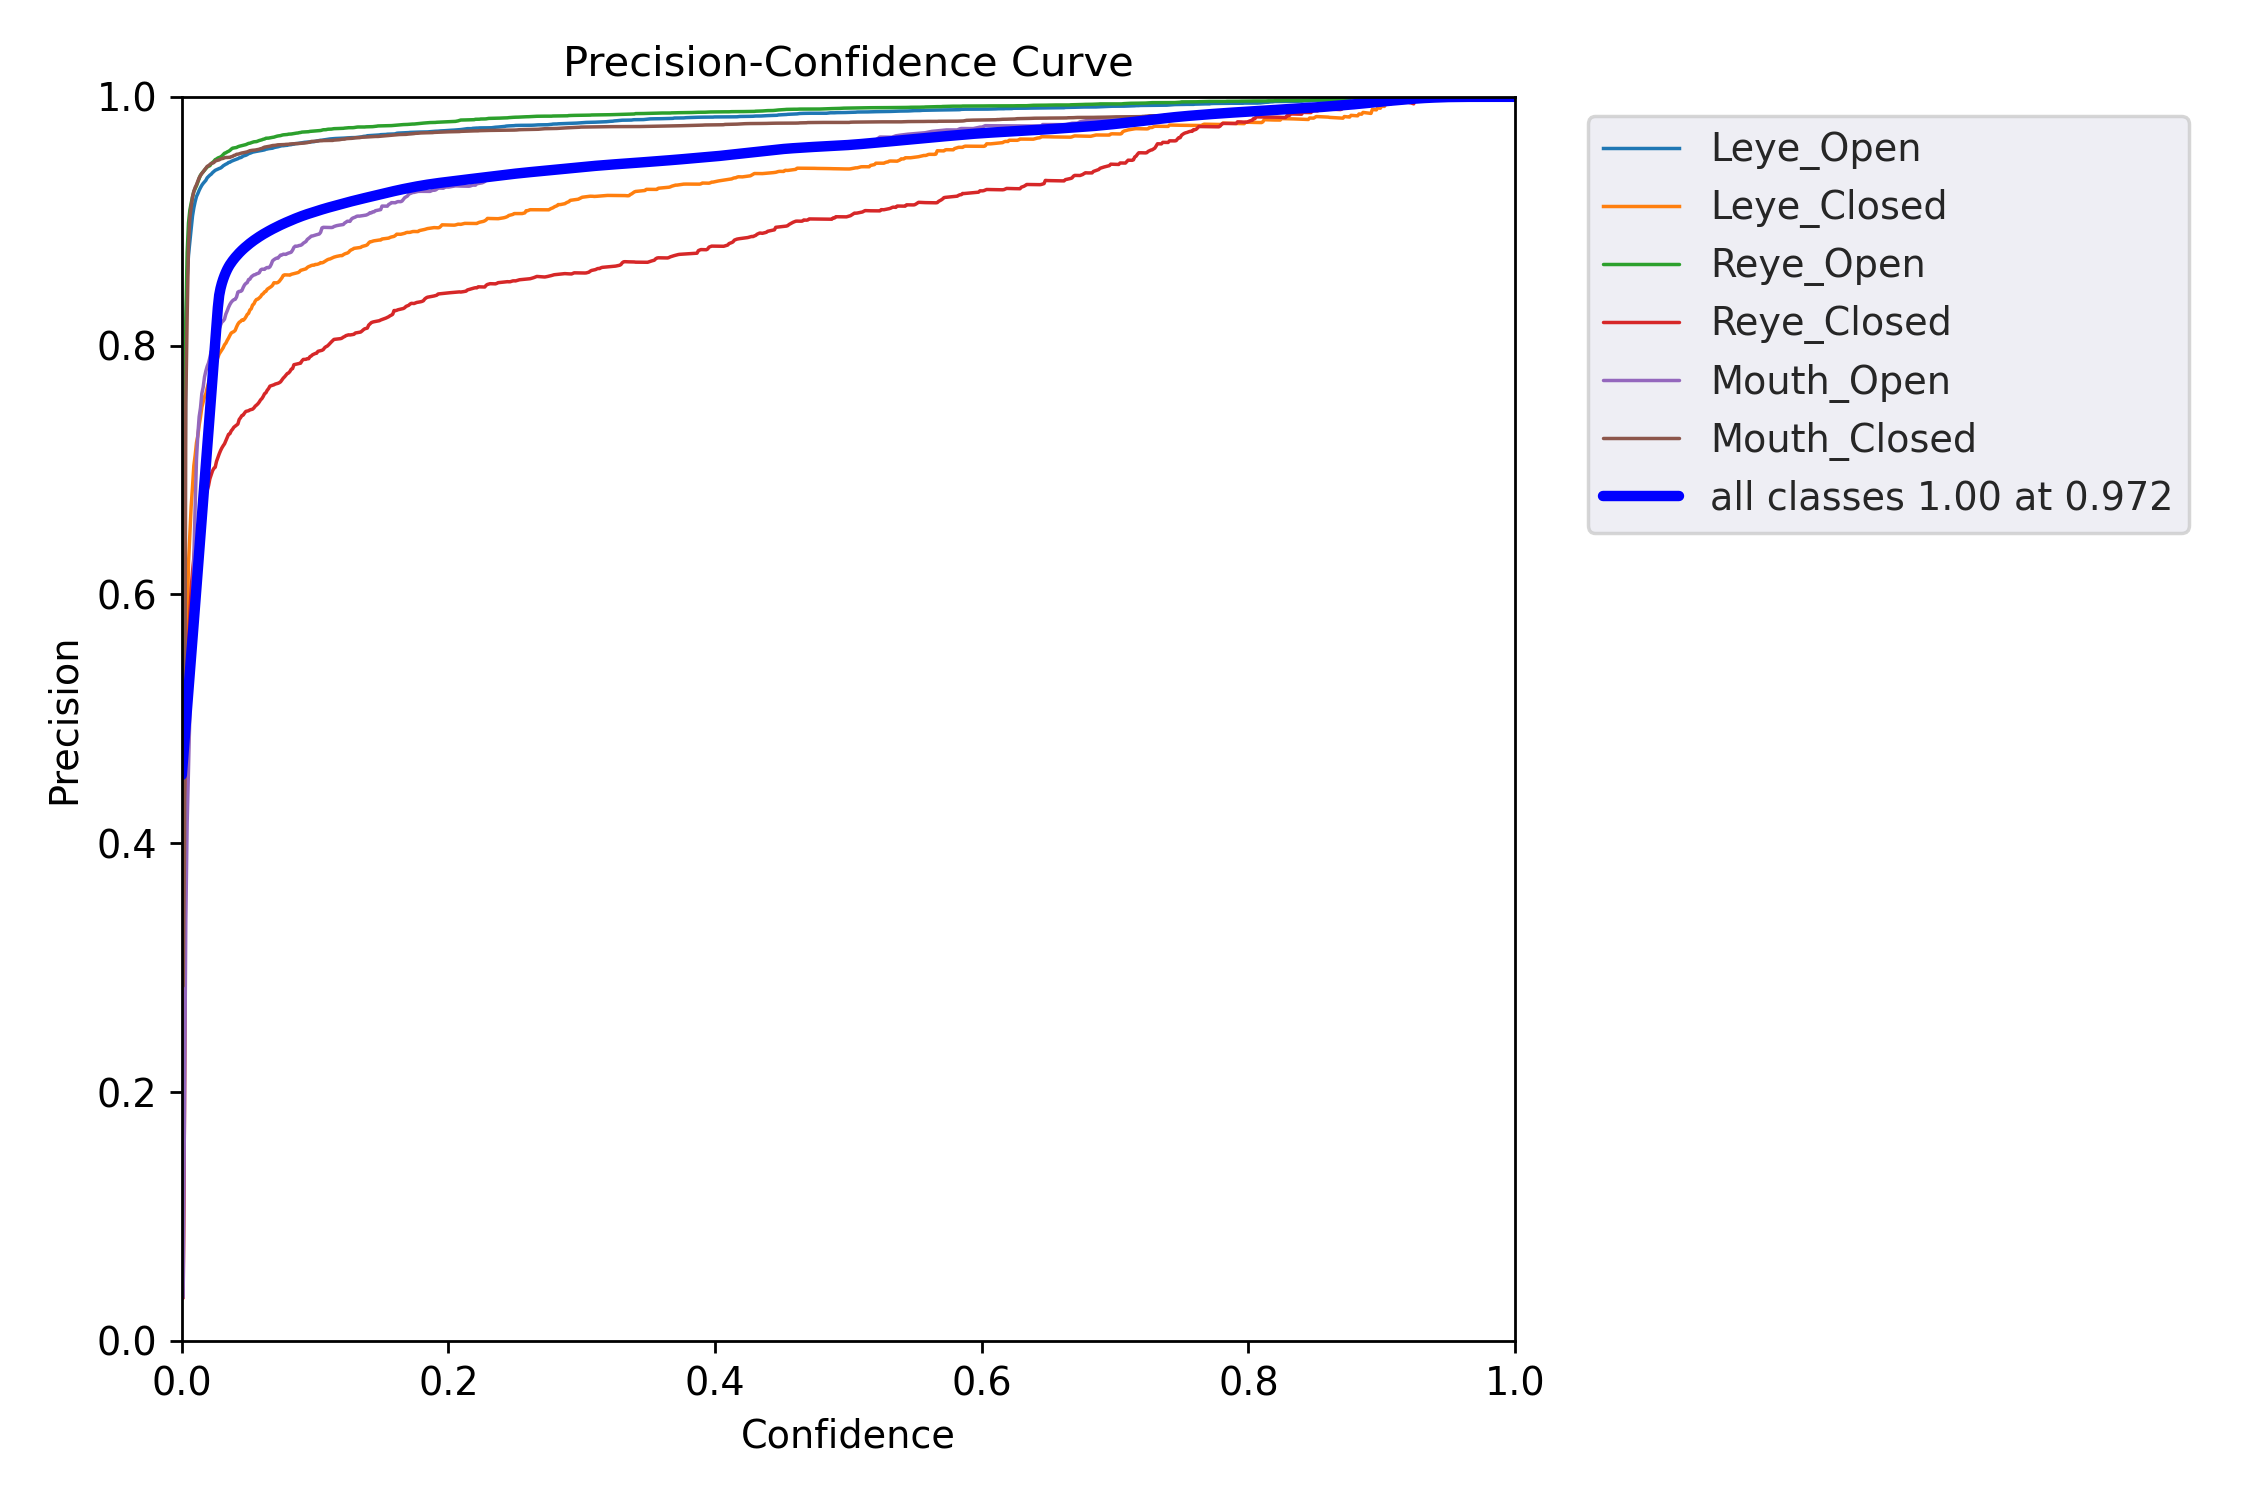 Precision-Confidence Curve
1.0
0.8
0.6
0.4
0.2
0.0
Precision
0.0 0.2 0.4 0.6 0.8 1.0
Confidence
Leye_Open
Leye_Closed
Reye_Open
Reye_Closed
Mouth_Open
Mouth_Closed
all classes 1.00 at 0.972